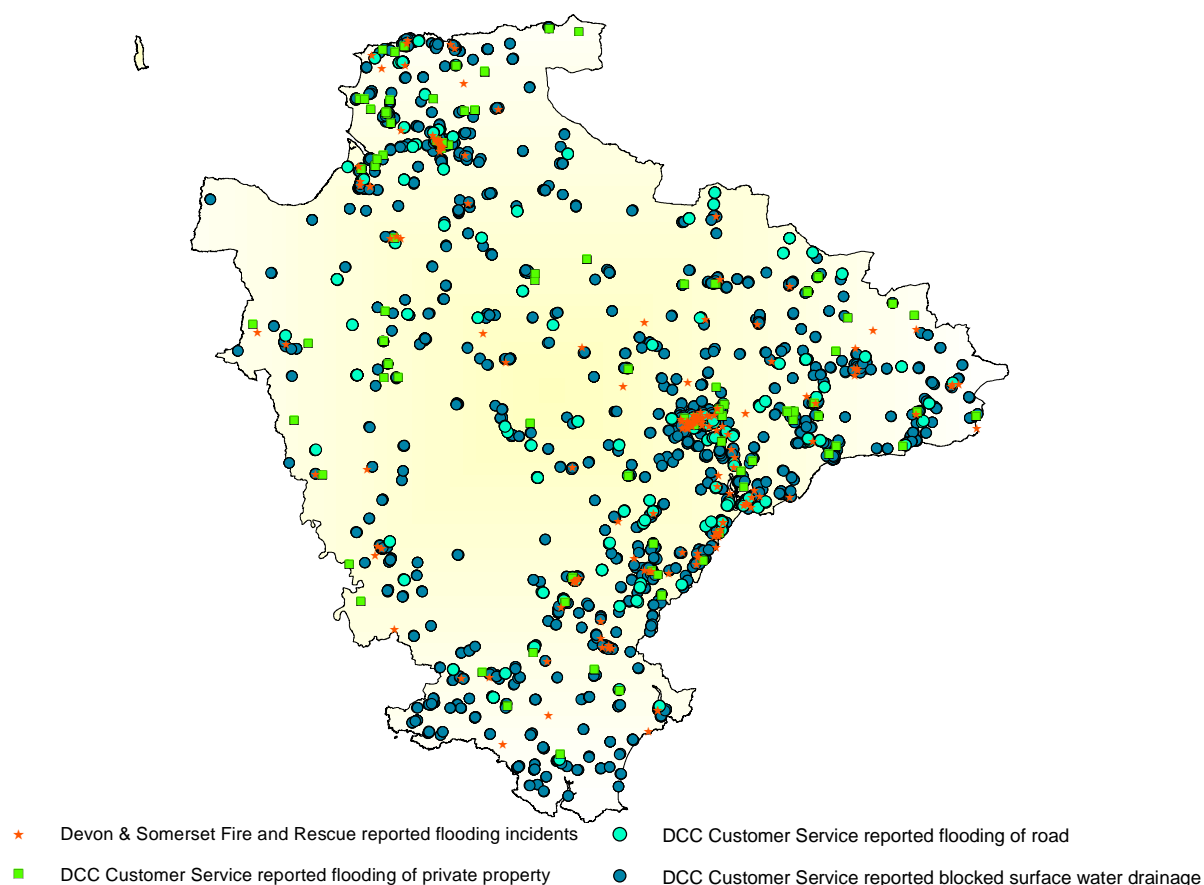 Devon & Somerset Fire and Rescue reported flooding incidents
DCC Customer Service reported flooding of road
DCC Customer Service reported flooding of private property
DCC Customer Service reported blocked surface water drainage